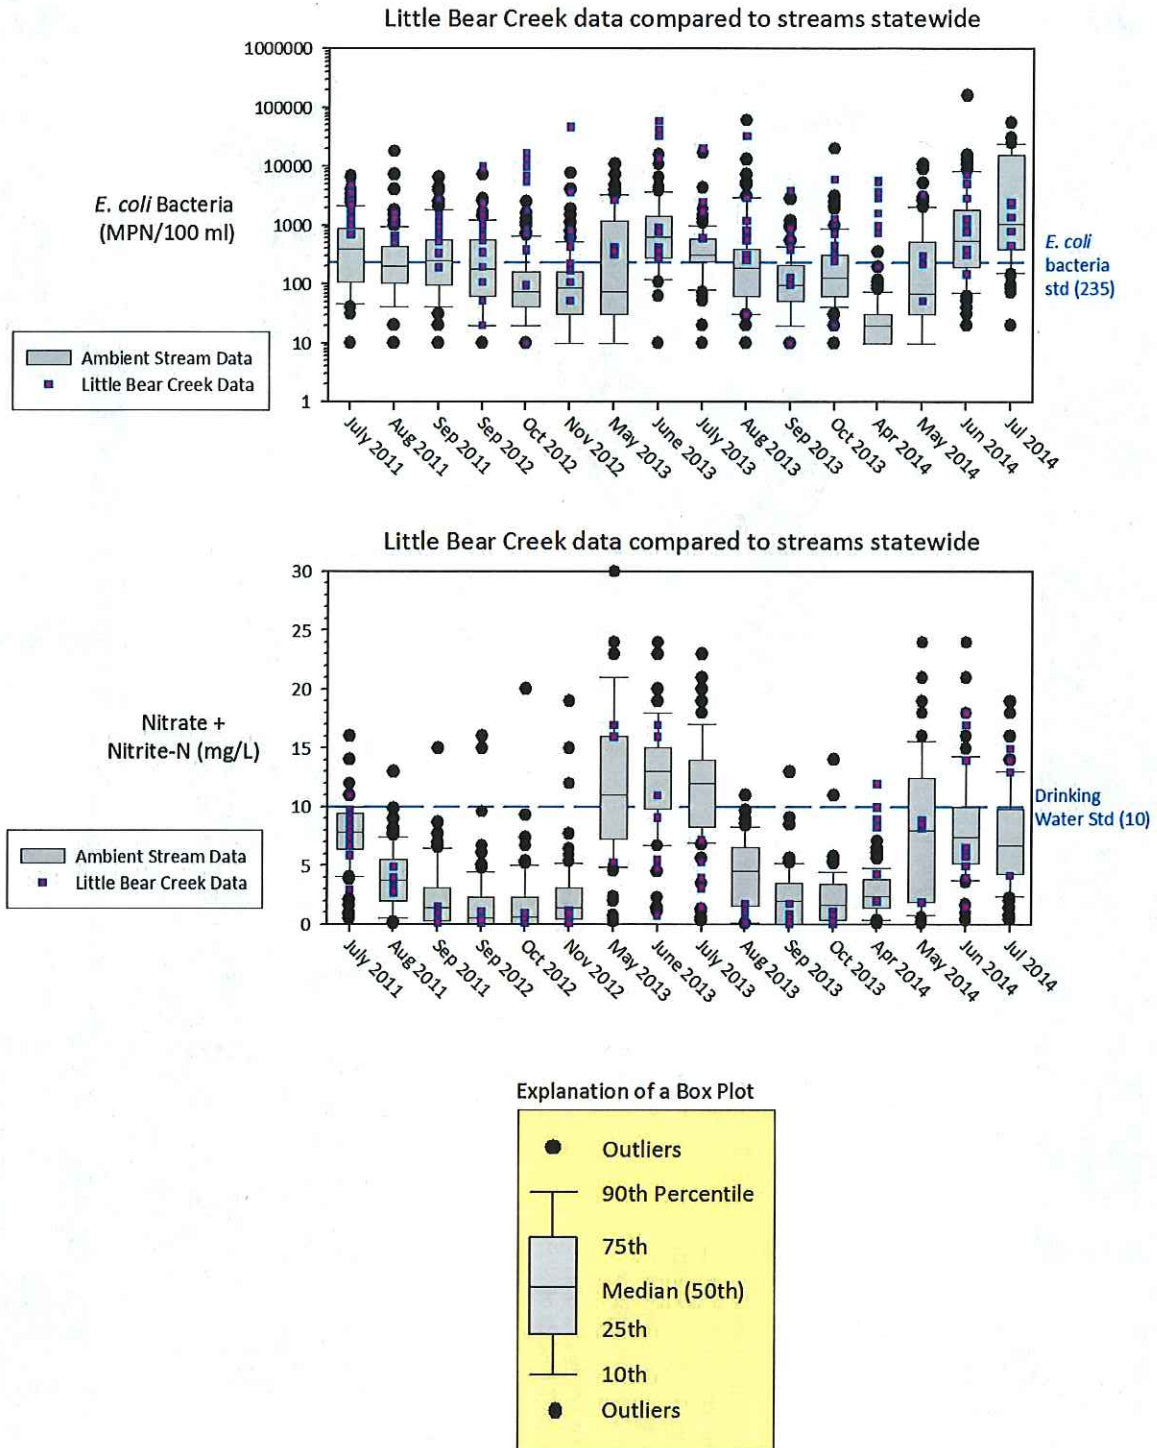 Little Bear Creek data compared to streams statewide
1000000
100000
10000
1000
100
10
1
E. coli Bacteria
(MPN/100 ml)
E. coli
bacteria
std (235)
Ambient Stream Data
Little Bear Creek Data
July 2011
Aug 2011
Sep 2011
Sep 2012
Oct 2012
Nov 2012
May 2013
June 2013
July 2013
Aug 2013
Sep 2013
Oct 2013
Apr 2014
May 2014
Jun 2014
Jul 2014
Little Bear Creek data compared to streams statewide
30
25
20
15
10
5
0
Nitrate +
Nitrite-N (mg/L)
Drinking
Water Std (10)
Ambient Stream Data
Little Bear Creek Data
July 2011
Aug 2011
Sep 2011
Sep 2012
Oct 2012
Nov 2012
May 2013
June 2013
July 2013
Aug 2013
Sep 2013
Oct 2013
Apr 2014
May 2014
Jun 2014
Jul 2014
Explanation of a Box Plot
Outliers
90th Percentile
75th
Median (50th)
25th
10th
Outliers